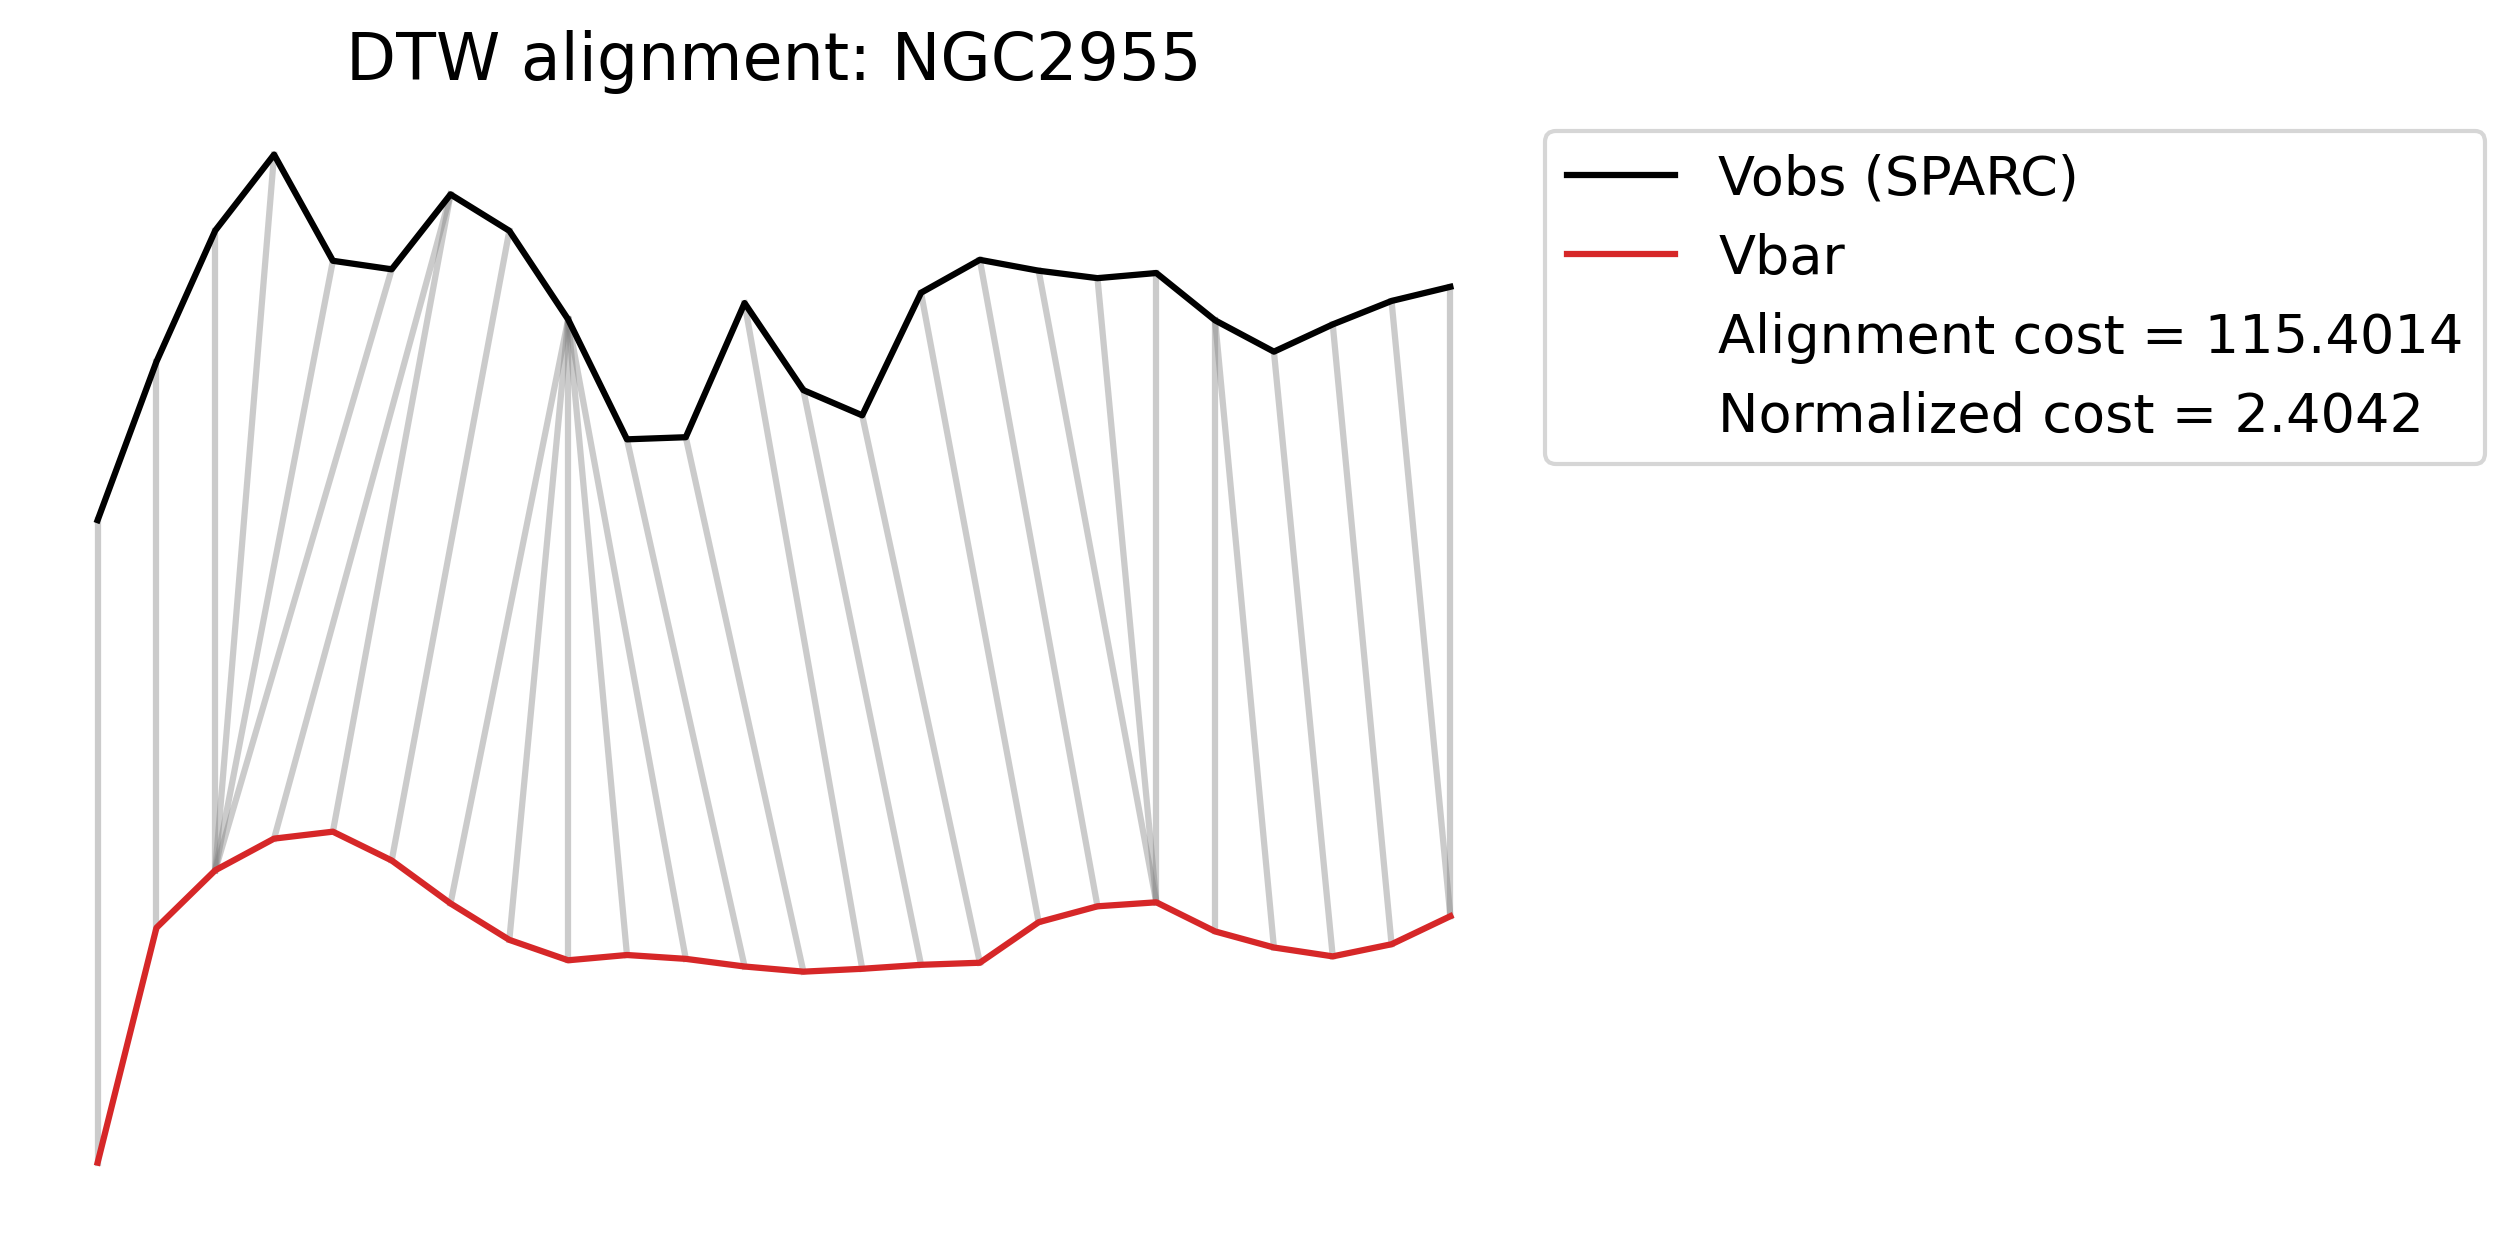 DTW alignment: NGC2955
Vobs (SPARC)
Vbar
Alignment cost = 115.4014
Normalized cost = 2.4042